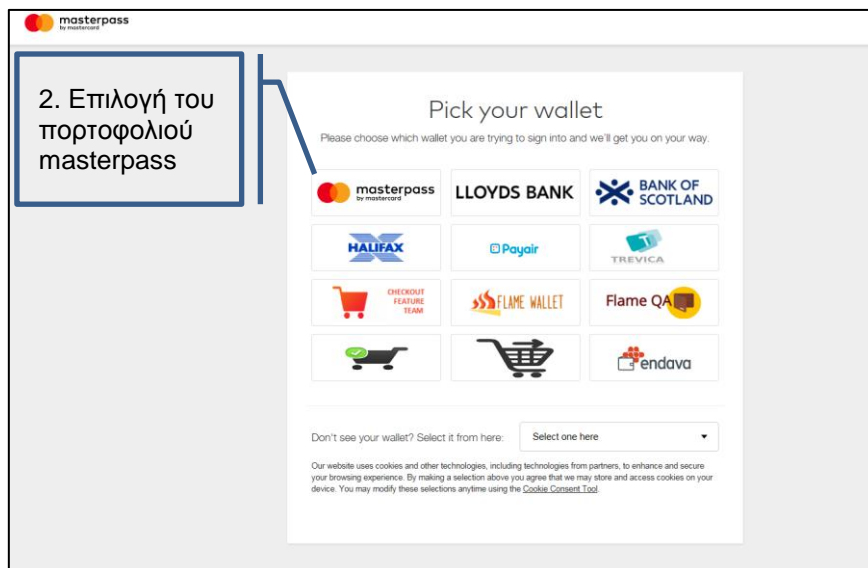 masterpass
by mastercard
2. Επιλογή του
πορτοφολιού
masterpass
Pick your wallet
Please choose which wallet you are trying to sign into and we'll get you on your way.
masterpass
by mastercard
LLOYDS BANK
BANK OF
SCOTLAND
HALIFAX
Payair
TREVICA
CHECKOUT
FEATURE
TEAM
FLAME WALLET
Flame QA
endava
Don't see your wallet? Select it from here:
Select one here
Our website uses cookies and other technologies, including technologies from partners, to enhance and secure
your browsing experience. By making a selection above you agree that we may store and access cookies on your
device. You may modify these selections anytime using the Cookie Consent Tool.